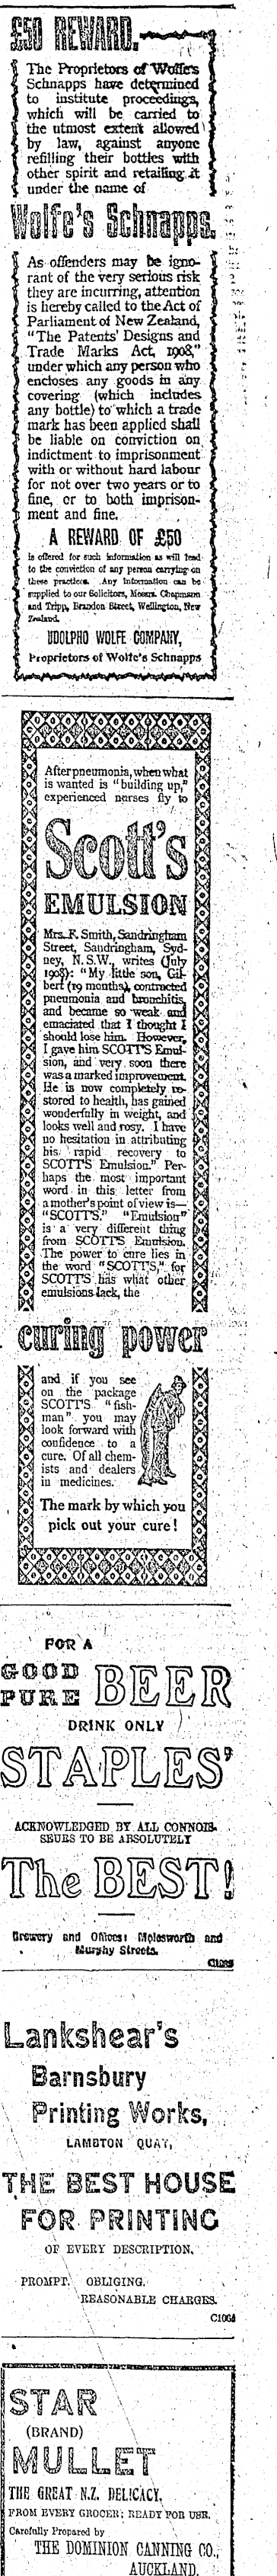 £50 REWARD.
The Proprietors of Wolfe's
Schnapps have determined
to institute proceedings,
which will be carried to
the utmost extent allowed
by law, against anyone
refilling their bottles with
other spirit and retailing it
under the name of
Wolfe's Schnapps.
As offenders may be igno-
rant of the very serious risk
they are incurring, attention
is hereby called to the Act of
Parliament of New Zealand,
"The Patents' Designs and
Trade Marks Act, 1908,"
under which any person who
encloses any goods in any
covering (which includes
any bottle) to which a trade
mark has been applied shall
be liable on conviction on
indictment to imprisonment
with or without hard labour
for not over two years or to
fine, or to both imprison-
ment and fine.
A REWARD OF £50
is offered for such information as will lead
to the conviction of any person carrying on
these practices. Any Information can be
supplied to our Solicitors, Messrs. Chapmann
and Tripp, Brandon Street, Wellington, New
Zealand.
UDOLPHO WOLFE COMPANY,
Proprietors of Wolfe's Schnapps
After pneumonia, when what
is wanted is "building up,"
experienced nurses fly to
Scott's
EMULSION
Mrs. F. Smith, Sandringham
Street, Sandringham, Syd-
ney, N.S.W., writes (July
1908): "My little son, Gil-
bert (19 months), contracted
pneumonia and bronchitis,
and became so weak and
emaciated that I thought I
should lose him. However,
I gave him SCOTT'S Emul-
sion, and very soon there
was a marked improvement.
He is now completely re-
stored to health, has gained
wonderfully in weight, and
looks well and rosy. I have
no hesitation in attributing
his rapid recovery to
SCOTT'S Emulsion." Per-
haps the most important
word in this letter from
a mother's point of view is—
"SCOTT'S." "Emulsion"
is a very different thing
from SCOTT'S Emulsion.
The power to cure lies in
the word "SCOTT'S," for
SCOTT'S has what other
emulsions lack, the
curing power
and if you see
on the package
SCOTT'S "fish-
man" you may
look forward with
confidence to a
cure. Of all chem-
ists and dealers
in medicines.
The mark by which you
pick out your cure!
FOR A
GOOD PURE BEER
DRINK ONLY
STAPLES'
ACKNOWLEDGED BY ALL CONNOIS-
SEURS TO BE ABSOLUTELY
The BEST!
Brewery and Offices: Molesworth and
Murphy Streets.
Lankshear's
Barnsbury
Printing Works,
LAMBTON QUAY,
THE BEST HOUSE
FOR PRINTING
OF EVERY DESCRIPTION.
PROMPT. OBLIGING.
REASONABLE CHARGES.
STAR
(BRAND)
MULLET
THE GREAT N.Z. DELICACY.
FROM EVERY GROCER; READY FOR USE.
Carefully Prepared by
THE DOMINION CANNING CO.,
AUCKLAND.